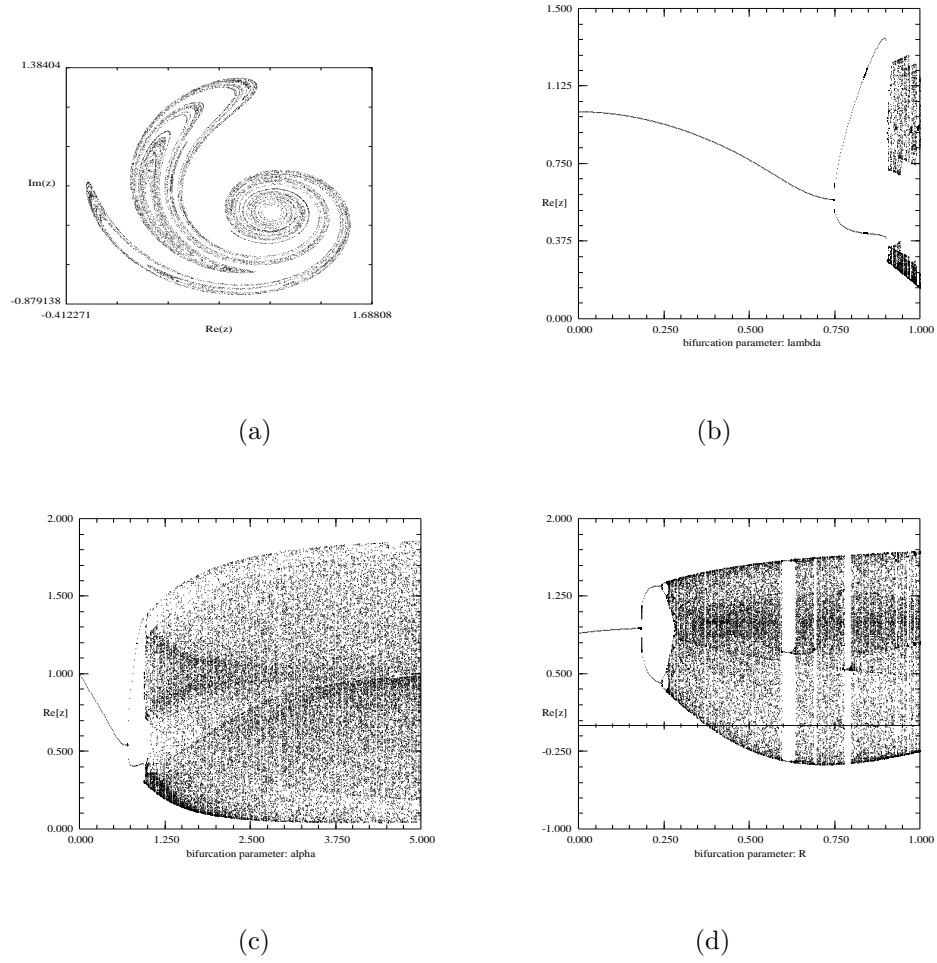 1.38404
Im(z)
-0.879138
-0.412271 1.68808
Re(z)
(a)
1.500
1.125
0.750
Re[z]
0.375
0.000
0.000 0.250 0.500 0.750 1.000
bifurcation parameter: lambda
(b)
2.000
1.500
1.000
Re[z]
0.500
0.000
0.000 1.250 2.500 3.750 5.000
bifurcation parameter: alpha
(c)
2.000
1.250
0.500
Re[z]
-0.250
-1.000
0.000 0.250 0.500 0.750 1.000
bifurcation parameter: R
(d)